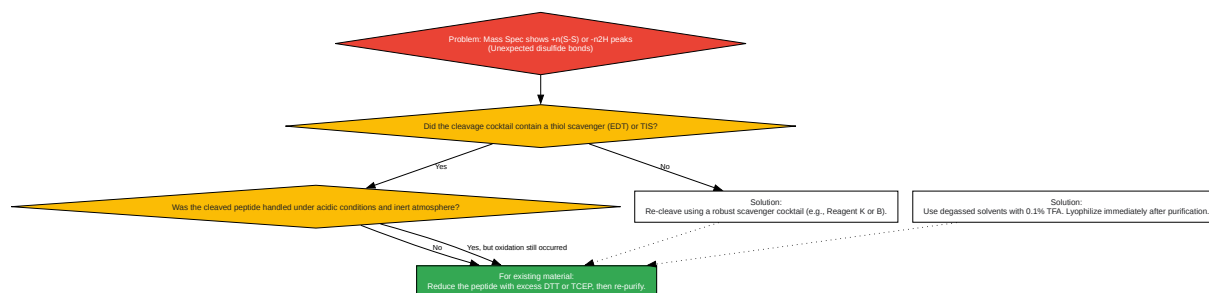 Problem: Mass Spec shows +n(S-S) or -n2H peaks
(Unexpected disulfide bonds)
Did the cleavage cocktail contain a thiol scavenger (EDT) or TIS?
Yes
No
Was the cleaved peptide handled under acidic conditions and inert atmosphere?
Solution:
Re-cleave using a robust scavenger cocktail (e.g., Reagent K or B).
Solution:
Use degassed solvents with 0.1% TFA. Lyophilize immediately after purification.
No
Yes, but oxidation still occurred
For existing material:
Reduce the peptide with excess DTT or TCEP, then re-purify.